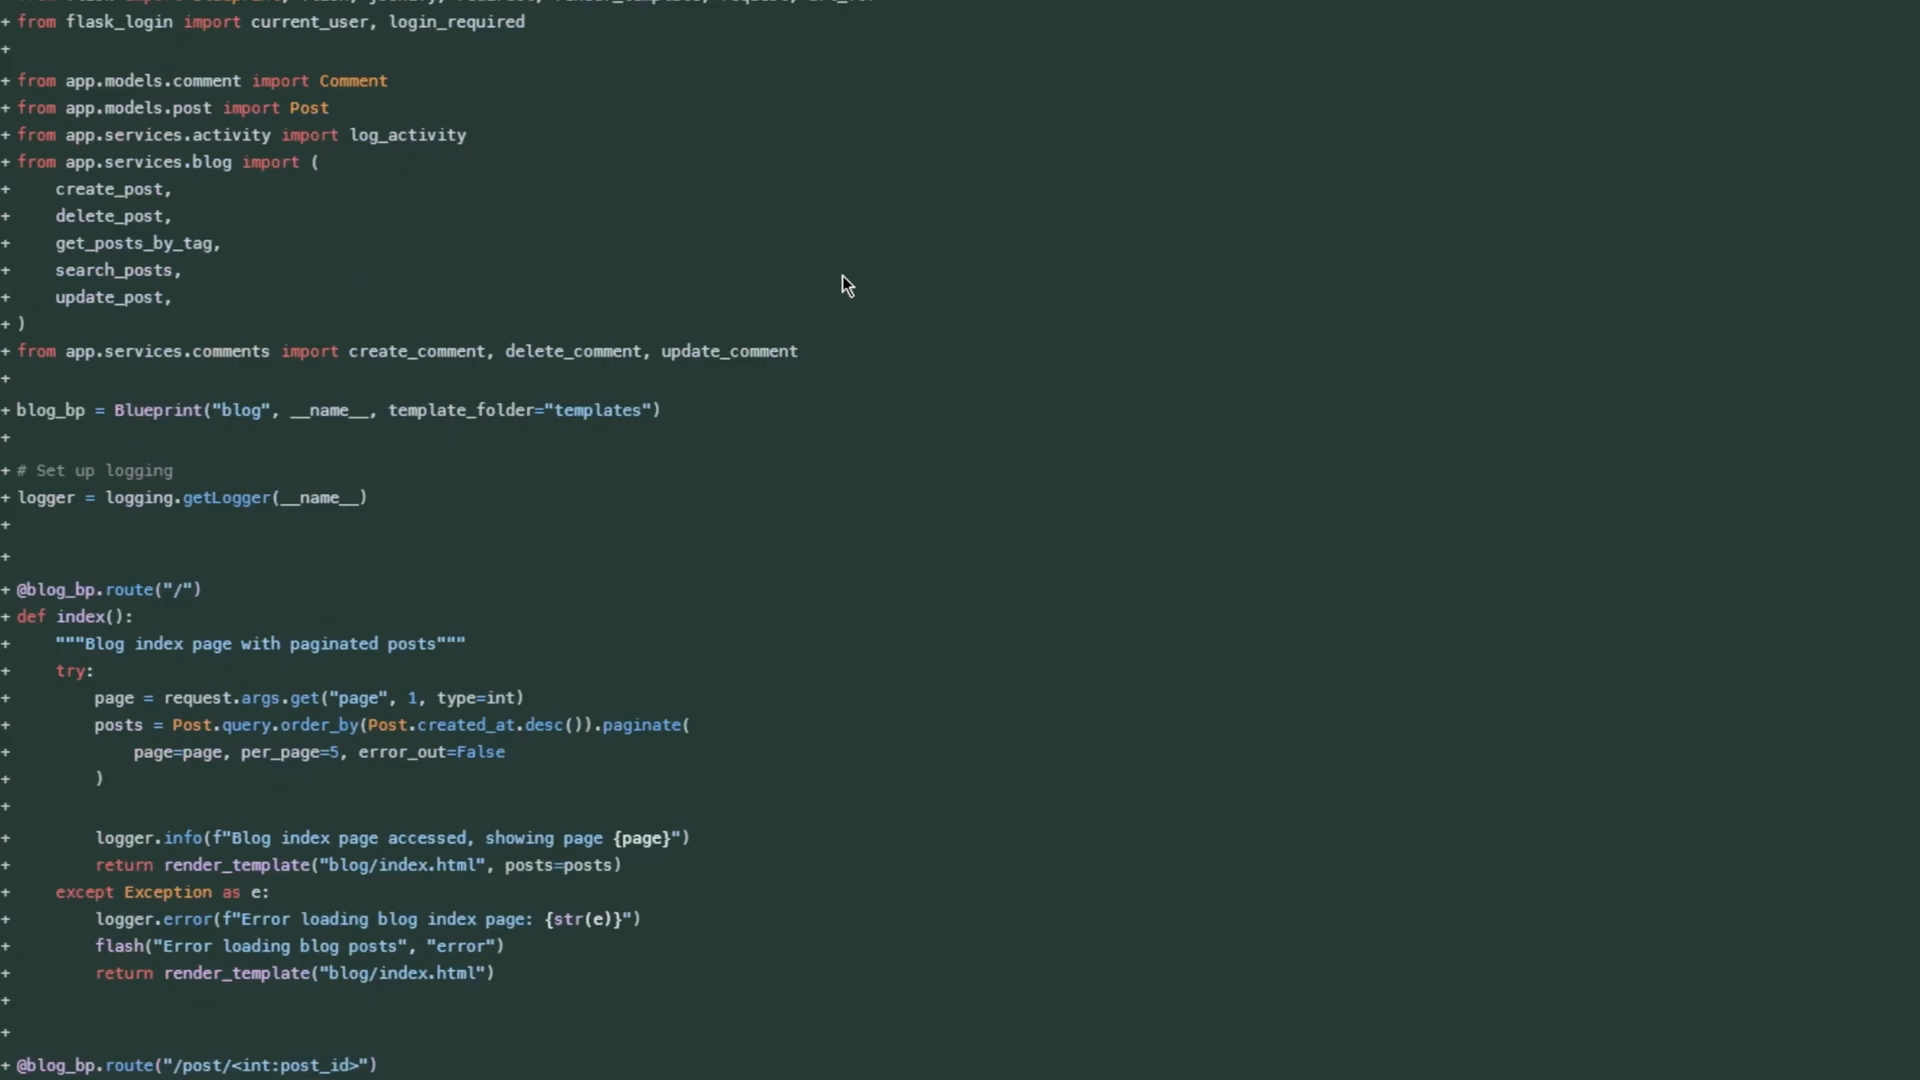 + from flask_login import current_user, login_required
+
+ from app.models.comment import Comment
+ from app.models.post import Post
+ from app.services.activity import log_activity
+ from app.services.blog import (
+     create_post,
+     delete_post,
+     get_posts_by_tag,
+     search_posts,
+     update_post,
+ )
+ from app.services.comments import create_comment, delete_comment, update_comment
+
+ blog_bp = Blueprint("blog", __name__, template_folder="templates")
+
+ # Set up logging
+ logger = logging.getLogger(__name__)
+
+
+ @blog_bp.route("/")
+ def index():
+     """Blog index page with paginated posts"""
+     try:
+         page = request.args.get("page", 1, type=int)
+         posts = Post.query.order_by(Post.created_at.desc()).paginate(
+             page=page, per_page=5, error_out=False
+         )
+
+         logger.info(f"Blog index page accessed, showing page {page}")
+         return render_template("blog/index.html", posts=posts)
+     except Exception as e:
+         logger.error(f"Error loading blog index page: {str(e)}")
+         flash("Error loading blog posts", "error")
+         return render_template("blog/index.html")
+
+
+ @blog_bp.route("/post/<int:post_id>")